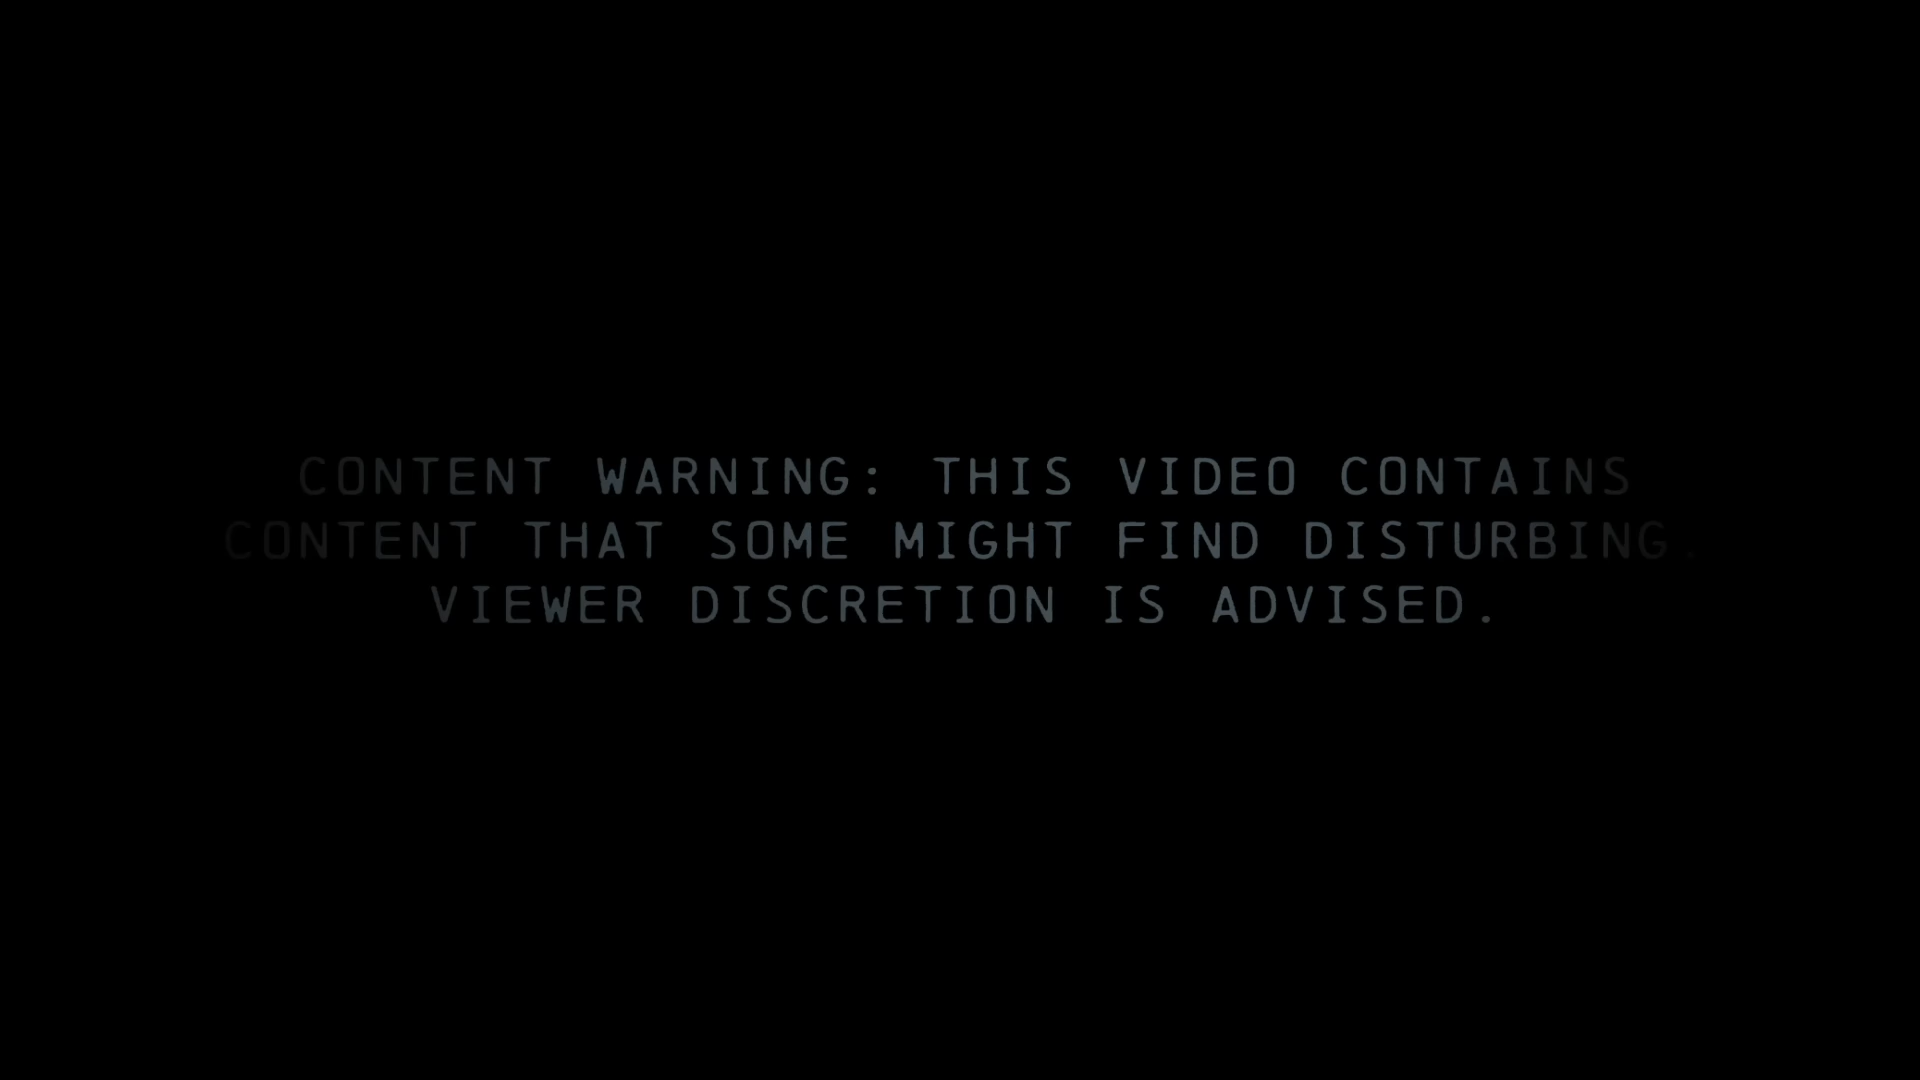 CONTENT WARNING: THIS VIDEO CONTAINS
CONTENT THAT SOME MIGHT FIND DISTURBING.
VIEWER DISCRETION IS ADVISED.